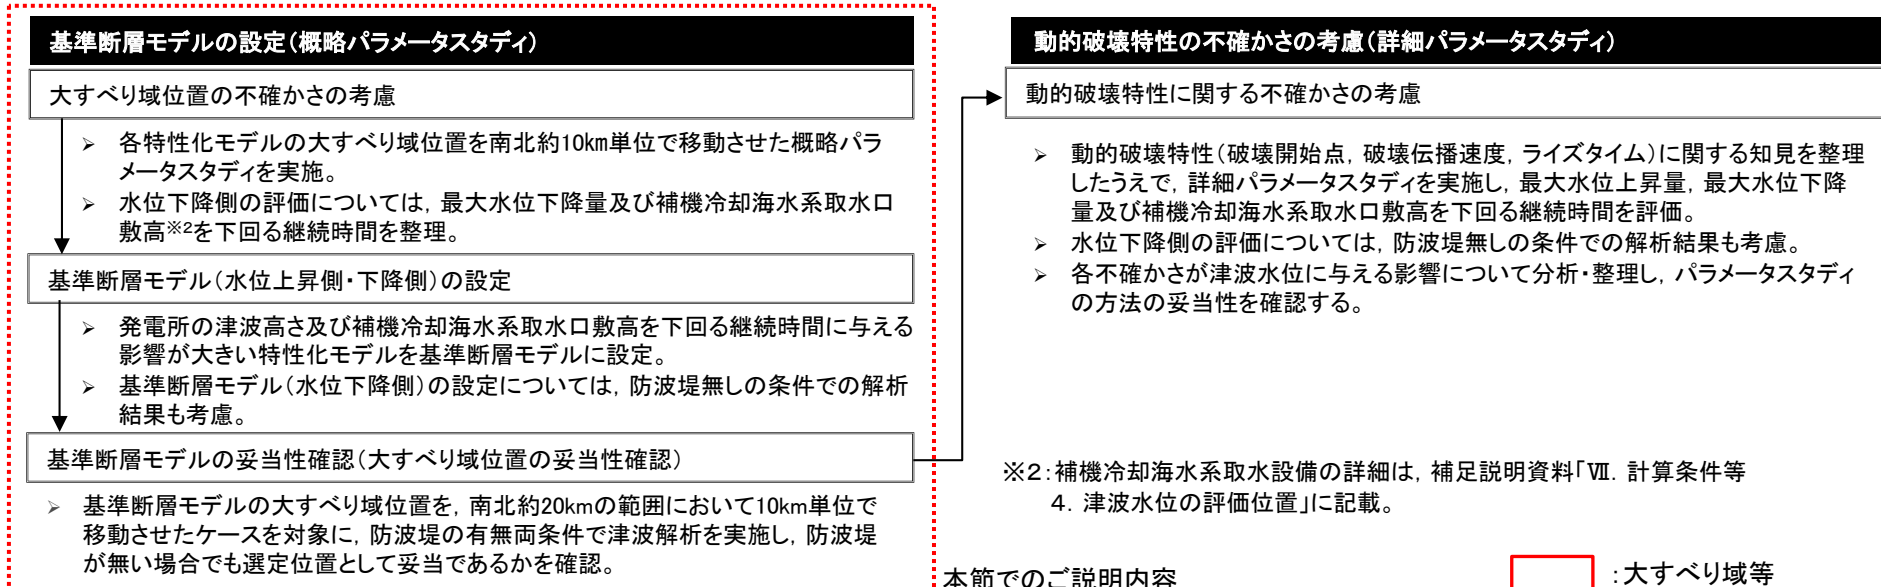 基準断層モデルの設定(概略パラメータスタディ)
大すべり域位置の不確かさの考慮
➢ 各特性化モデルの大すべり域位置を南北約10km単位で移動させた概略パラ
メータスタディを実施。
➢ 水位下降側の評価については，最大水位下降量及び補機冷却海水系取水口
敷高※2を下回る継続時間を整理。
基準断層モデル(水位上昇側・下降側)の設定
➢ 発電所の津波高さ及び補機冷却海水系取水口敷高を下回る継続時間に与える
影響が大きい特性化モデルを基準断層モデルに設定。
➢ 基準断層モデル(水位下降側)の設定については，防波堤無しの条件での解析
結果も考慮。
基準断層モデルの妥当性確認(大すべり域位置の妥当性確認)
➢ 基準断層モデルの大すべり域位置を，南北約20kmの範囲において10km単位で
移動させたケースを対象に，防波堤の有無両条件で津波解析を実施し，防波堤
が無い場合でも選定位置として妥当であるかを確認。
動的破壊特性の不確かさの考慮(詳細パラメータスタディ)
動的破壊特性に関する不確かさの考慮
➢ 動的破壊特性(破壊開始点，破壊伝播速度，ライズタイム)に関する知見を整理
したうえで，詳細パラメータスタディを実施し，最大水位上昇量，最大水位下降
量及び補機冷却海水系取水口敷高を下回る継続時間を評価。
➢ 水位下降側の評価については，防波堤無しの条件での解析結果も考慮。
➢ 各不確かさが津波水位に与える影響について分析・整理し，パラメータスタディ
の方法の妥当性を確認する。
※2：補機冷却海水系取水設備の詳細は，補足説明資料「Ⅶ．計算条件等
4．津波水位の評価位置」に記載。
本節でのご説明内容
：大すべり域等